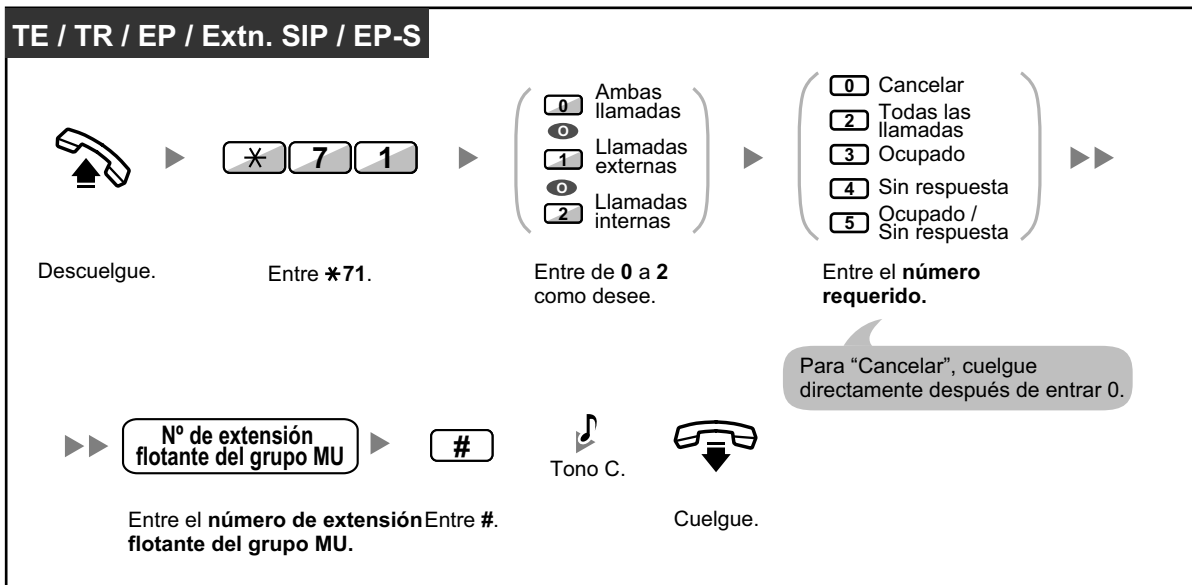 TE / TR / EP / Extn. SIP / EP-S
Descuelgue.
* 7 1
Entre *71.
0 Ambas
llamadas
O
1 Llamadas
externas
O
2 Llamadas
internas
Entre de 0 a 2
como desee.
0 Cancelar
2 Todas las
llamadas
3 Ocupado
4 Sin respuesta
5 Ocupado /
Sin respuesta
Entre el número
requerido.
Para “Cancelar”, cuelgue
directamente después de entrar 0.
Nº de extensión
flotante del grupo MU
Entre el número de extensión
flotante del grupo MU.
#
Entre #.
Tono C.
Cuelgue.